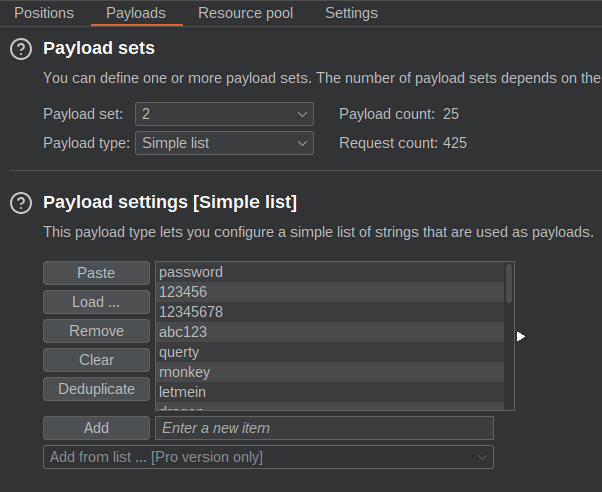 Positions Payloads Resource pool Settings
? Payload sets
You can define one or more payload sets. The number of payload sets depends on the
Payload set: 2 Payload count: 25
Payload type: Simple list Request count: 425
? Payload settings [Simple list]
This payload type lets you configure a simple list of strings that are used as payloads.
Paste password
123456
Load ... 12345678
Remove abc123
querty
Clear monkey
Deduplicate letmein
dragon
Add Enter a new item
Add from list ... [Pro version only]